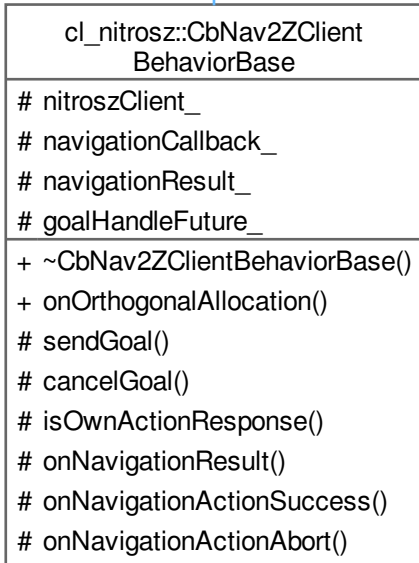 cl_nitrosz::CbNav2ZClient
BehaviorBase
# nitroszClient_
# navigationCallback_
# navigationResult_
# goalHandleFuture_
+ ~CbNav2ZClientBehaviorBase()
+ onOrthogonalAllocation()
# sendGoal()
# cancelGoal()
# isOwnActionResponse()
# onNavigationResult()
# onNavigationActionSuccess()
# onNavigationActionAbort()